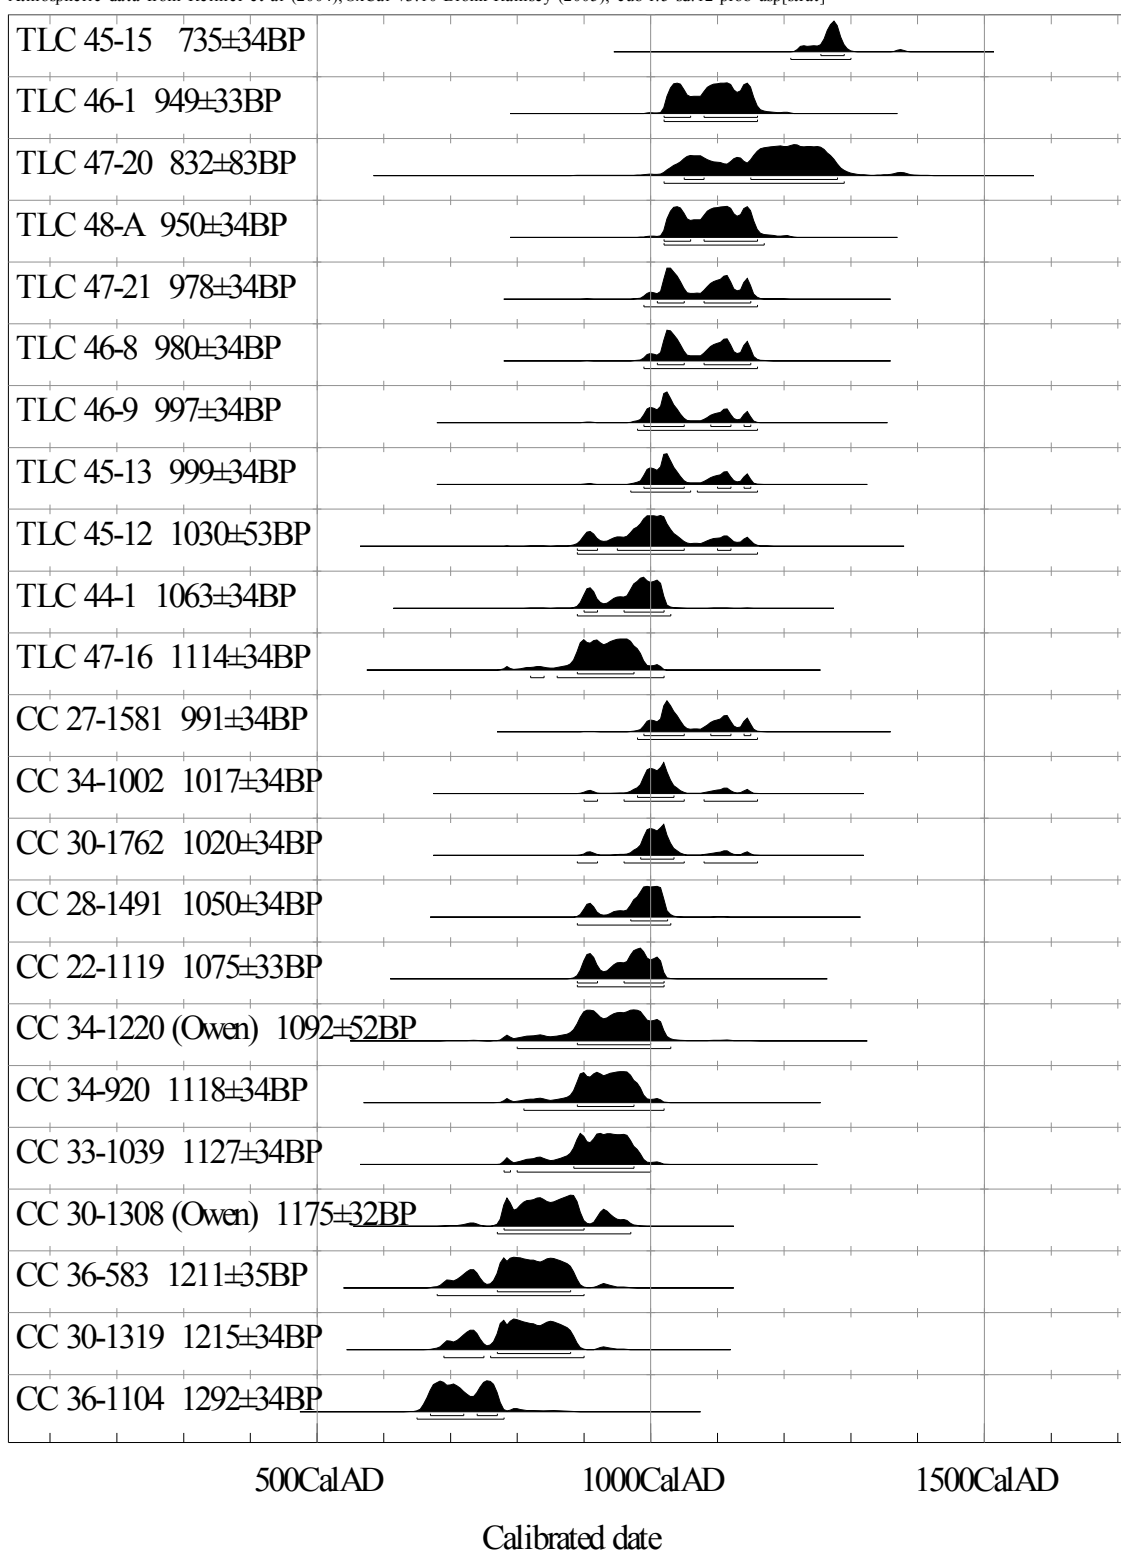 TLC 45-15 735±34BP
TLC 46-1 949±33BP
TLC 47-20 832±83BP
TLC 48-A 950±34BP
TLC 47-21 978±34BP
TLC 46-8 980±34BP
TLC 46-9 997±34BP
TLC 45-13 999±34BP
TLC 45-12 1030±53BP
TLC 44-1 1063±34BP
TLC 47-16 1114±34BP
CC 27-1581 991±34BP
CC 34-1002 1017±34BP
CC 30-1762 1020±34BP
CC 28-1491 1050±34BP
CC 22-1119 1075±33BP
CC 34-1220 (Owen) 1092±52BP
CC 34-920 1118±34BP
CC 33-1039 1127±34BP
CC 30-1308 (Owen) 1175±32BP
CC 36-583 1211±35BP
CC 30-1319 1215±34BP
CC 36-1104 1292±34BP
500CalAD 1000CalAD 1500CalAD
Calibrated date